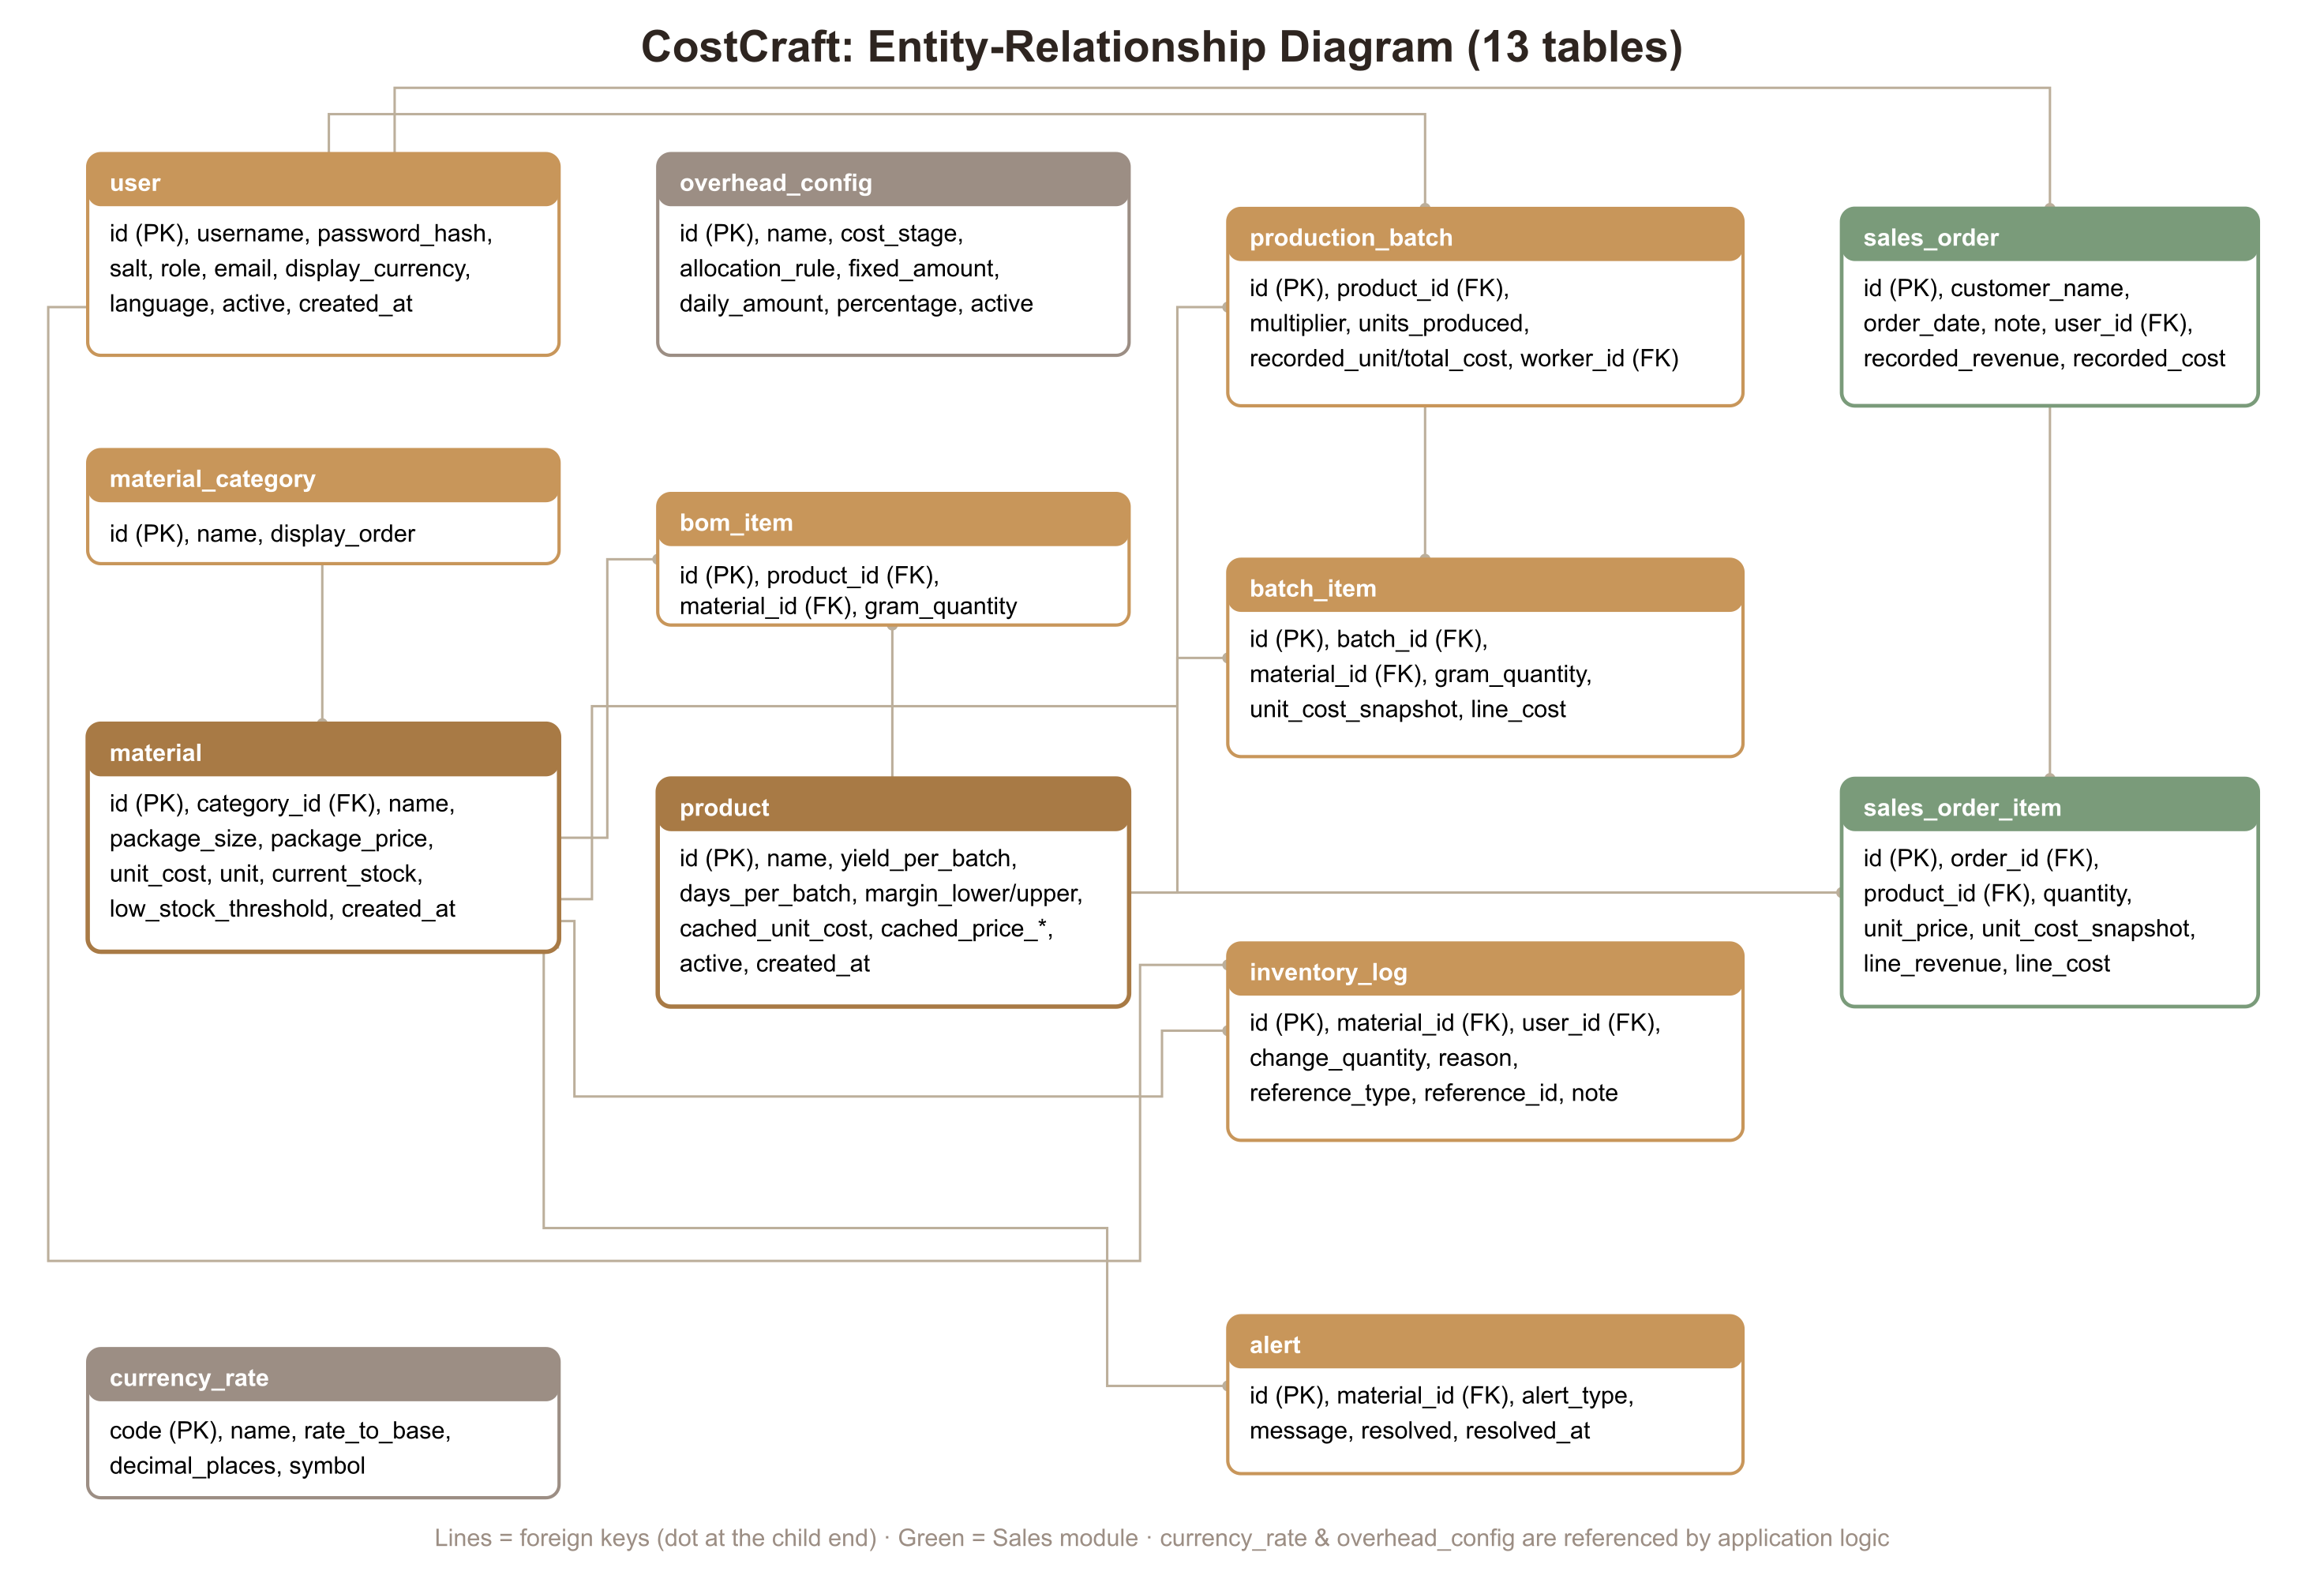 CostCraft: Entity-Relationship Diagram (13 tables)
user
id (PK), username, password_hash,
salt, role, email, display_currency,
language, active, created_at
overhead_config
id (PK), name, cost_stage,
allocation_rule, fixed_amount,
daily_amount, percentage, active
production_batch
id (PK), product_id (FK),
multiplier, units_produced,
recorded_unit/total_cost, worker_id (FK)
sales_order
id (PK), customer_name,
order_date, note, user_id (FK),
recorded_revenue, recorded_cost
material_category
id (PK), name, display_order
bom_item
id (PK), product_id (FK),
material_id (FK), gram_quantity
batch_item
id (PK), batch_id (FK),
material_id (FK), gram_quantity,
unit_cost_snapshot, line_cost
material
id (PK), category_id (FK), name,
package_size, package_price,
unit_cost, unit, current_stock,
low_stock_threshold, created_at
product
id (PK), name, yield_per_batch,
days_per_batch, margin_lower/upper,
cached_unit_cost, cached_price_*,
active, created_at
sales_order_item
id (PK), order_id (FK),
product_id (FK), quantity,
unit_price, unit_cost_snapshot,
line_revenue, line_cost
inventory_log
id (PK), material_id (FK), user_id (FK),
change_quantity, reason,
reference_type, reference_id, note
alert
id (PK), material_id (FK), alert_type,
message, resolved, resolved_at
currency_rate
code (PK), name, rate_to_base,
decimal_places, symbol
Lines = foreign keys (dot at the child end) · Green = Sales module · currency_rate & overhead_config are referenced by application logic